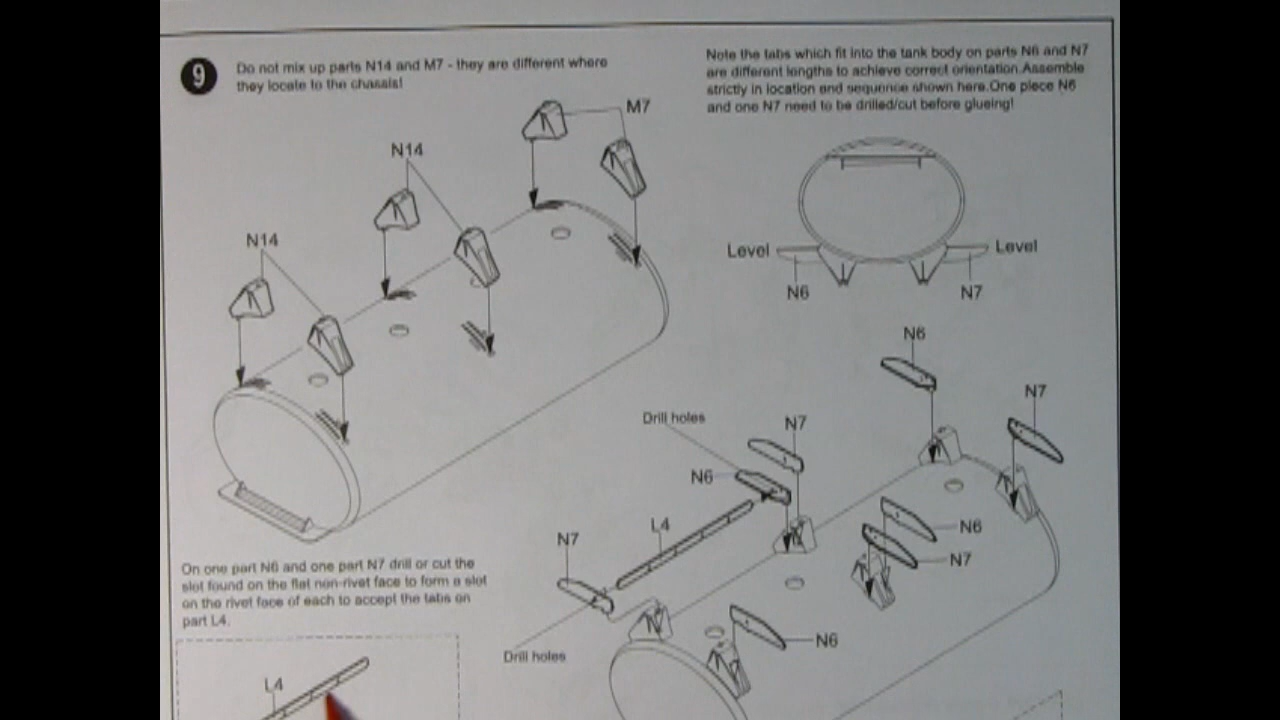 9
Do not mix up parts N14 and M7 - they are different where
they locate to the chassis!
Note the tabs which fit into the tank body on parts N6 and N7
are different lengths to achieve correct orientation.Assemble
strictly in location and sequence shown here.One piece N6
and one N7 need to be drilled/cut before glueing!
M7
N14
N14
Level
Level
N6
N7
N6
N7
Drill holes
N7
N6
L4
N7
N6
N7
N6
Drill holes
On one part N6 and one part N7 drill or cut the
slot found on the flat non-rivet face to form a slot
on the rivet face of each to accept the tabs on
part L4.
L4